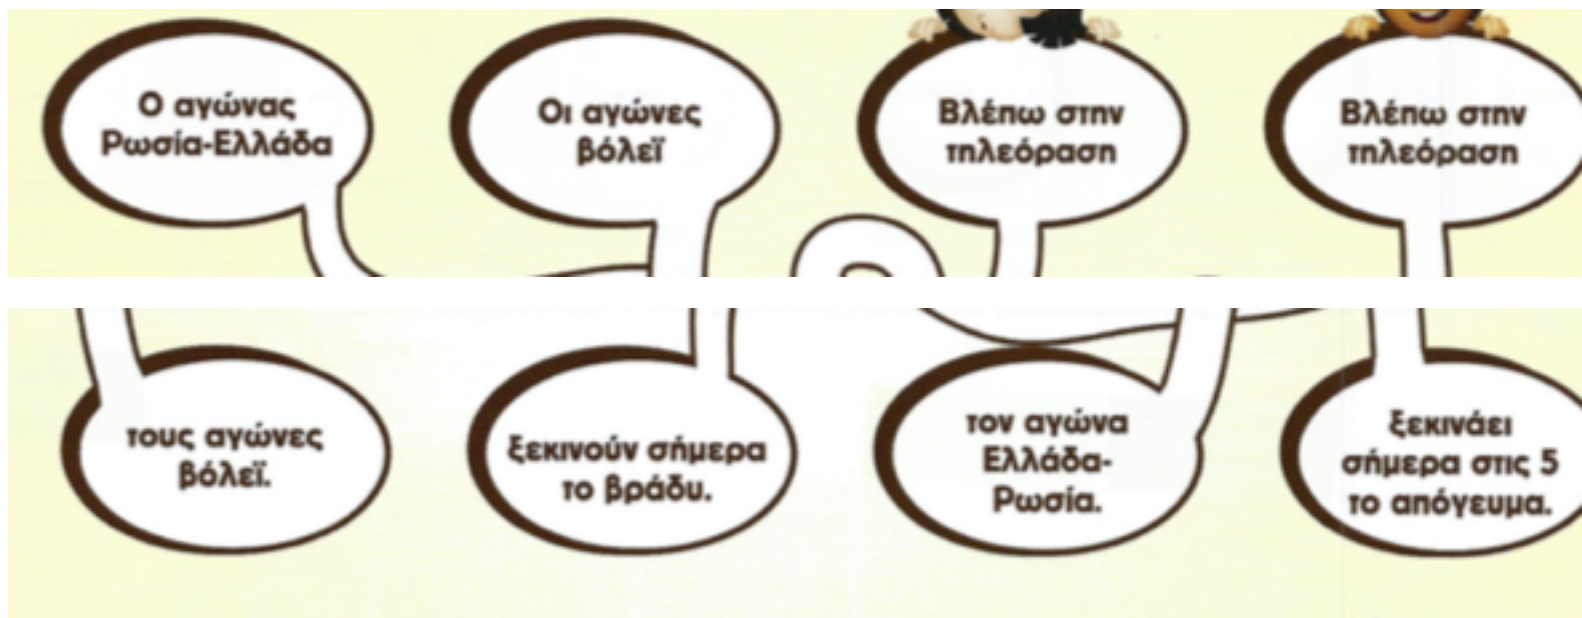 Ο αγώνας
Ρωσία-Ελλάδα
Οι αγώνες
βόλεϊ
Βλέπω στην
τηλεόραση
Βλέπω στην
τηλεόραση
τους αγώνες
βόλεϊ.
ξεκινούν σήμερα
το βράδυ.
τον αγώνα
Ελλάδα-
Ρωσία.
ξεκινάει
σήμερα στις 5
το απόγευμα.